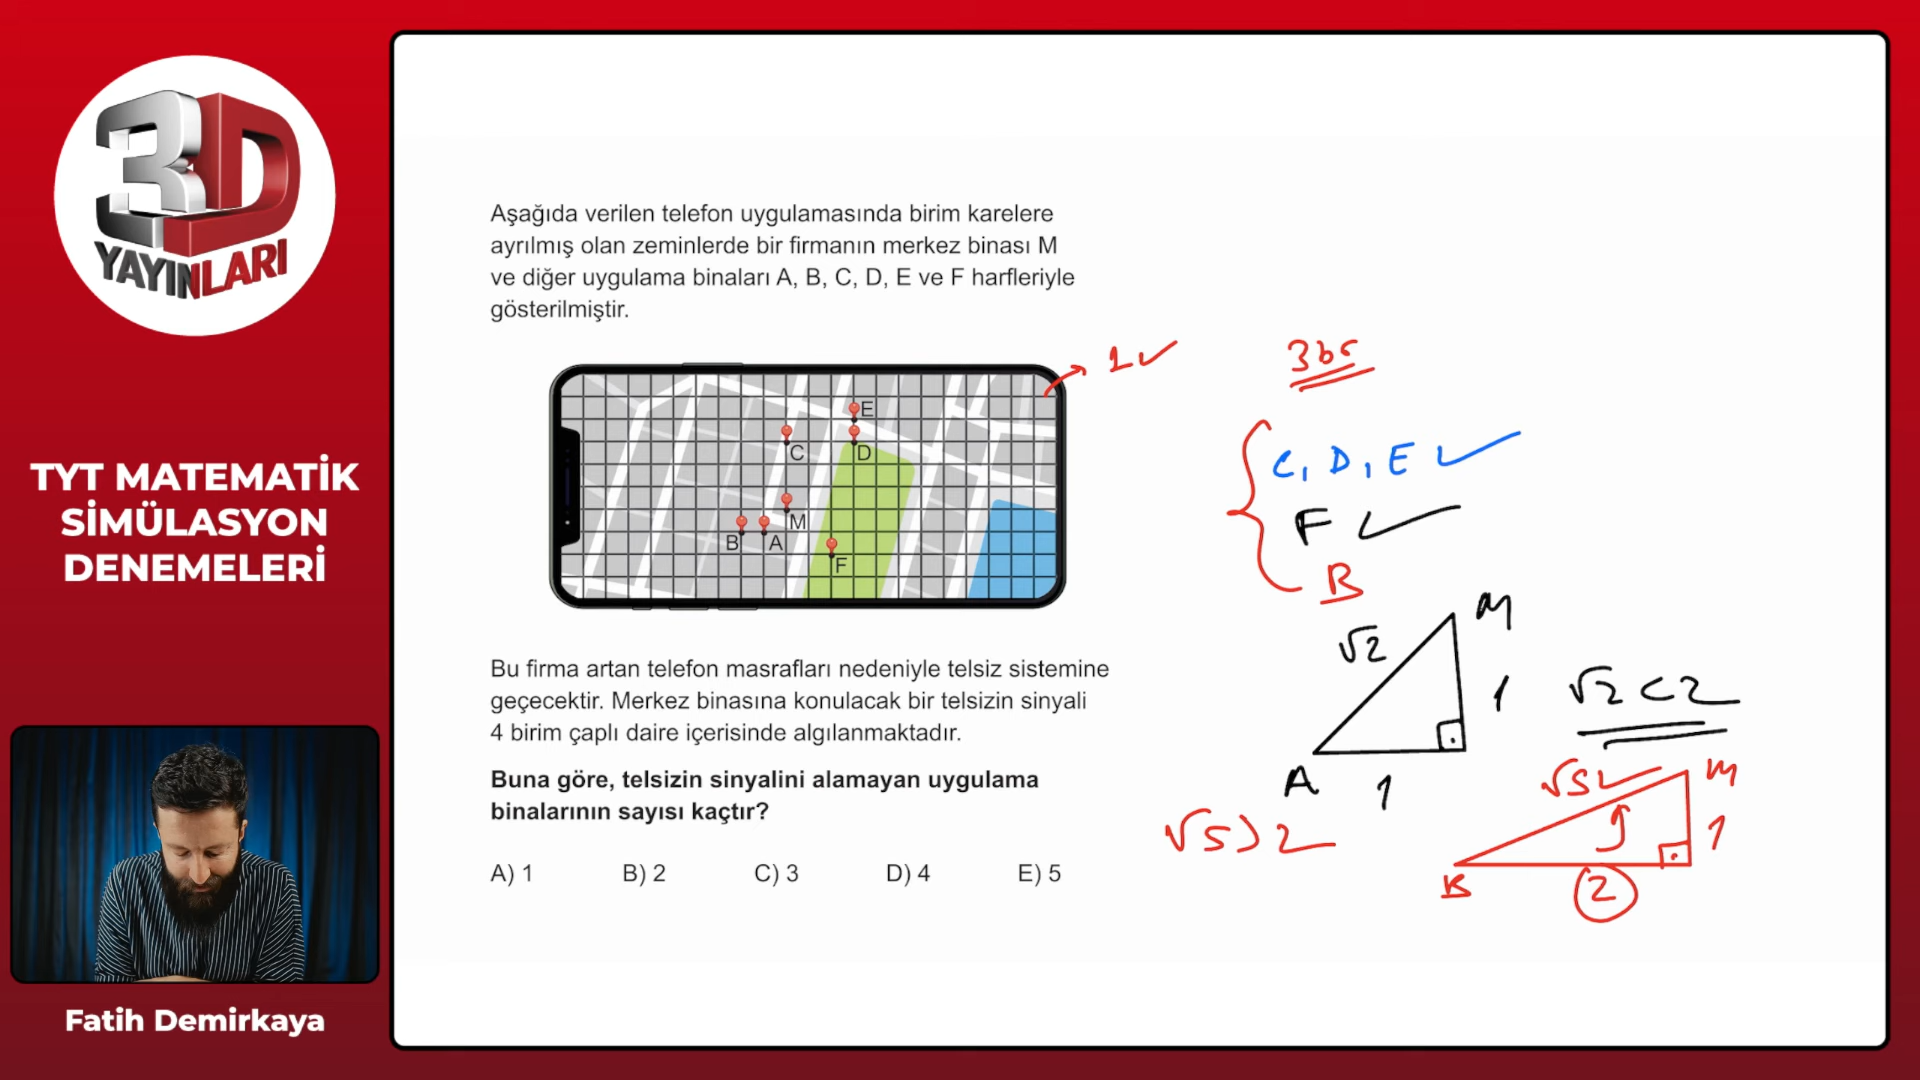 3D
YAYINLARI
TYT MATEMATİK
SİMÜLASYON
DENEMELERİ
Fatih Demirkaya
Aşağıda verilen telefon uygulamasında birim karelere
ayrılmış olan zeminlerde bir firmanın merkez binası M
ve diğer uygulama binaları A, B, C, D, E ve F harfleriyle
gösterilmiştir.
E
C
D
M
B
A
F
1
3br
C, D, E
F
B
Bu firma artan telefon masrafları nedeniyle telsiz sistemine
geçecektir. Merkez binasına konulacak bir telsizin sinyali
4 birim çaplı daire içerisinde algılanmaktadır.
Buna göre, telsizin sinyalini alamayan uygulama
binalarının sayısı kaçtır?
A) 1 B) 2 C) 3 D) 4 E) 5
M
√2
1
A
1
√2 < 2
√5 > 2
√5
M
1
B
2